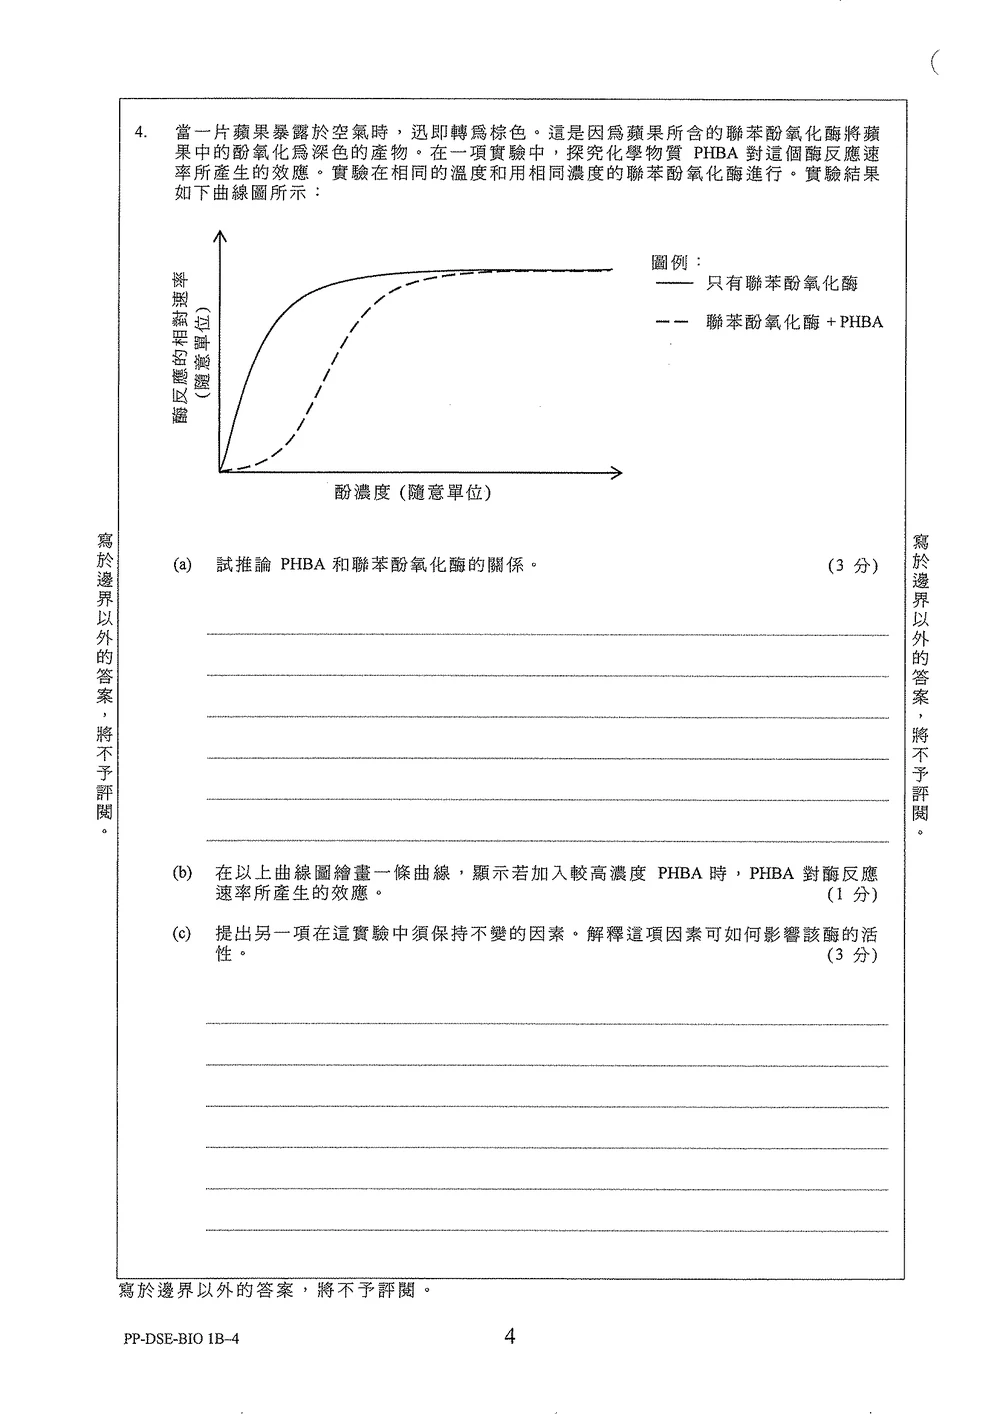 4. 當一片蘋果暴露於空氣時，迅即轉爲棕色。這是因爲蘋果所含的聯苯酚氧化酶將蘋
果中的酚氧化爲深色的產物。在一項實驗中，探究化學物質 PHBA 對這個酶反應速
率所產生的效應。實驗在相同的溫度和用相同濃度的聯苯酚氧化酶進行。實驗結果
如下曲線圖所示：
酶反應的相對速率
(隨意單位)
圖例：
只有聯苯酚氧化酶
聯苯酚氧化酶 + PHBA
酚濃度 (隨意單位)
(a) 試推論 PHBA 和聯苯酚氧化酶的關係。 (3 分)
(b) 在以上曲線圖繪畫一條曲線，顯示若加入較高濃度 PHBA 時，PHBA 對酶反應
速率所產生的效應。 (1 分)
(c) 提出另一項在這實驗中須保持不變的因素。解釋這項因素可如何影響該酶的活
性。 (3 分)
寫於邊界以外的答案，將不予評閱。
寫於邊界以外的答案，將不予評閱。
寫於邊界以外的答案，將不予評閱。
PP-DSE-BIO 1B–4
4